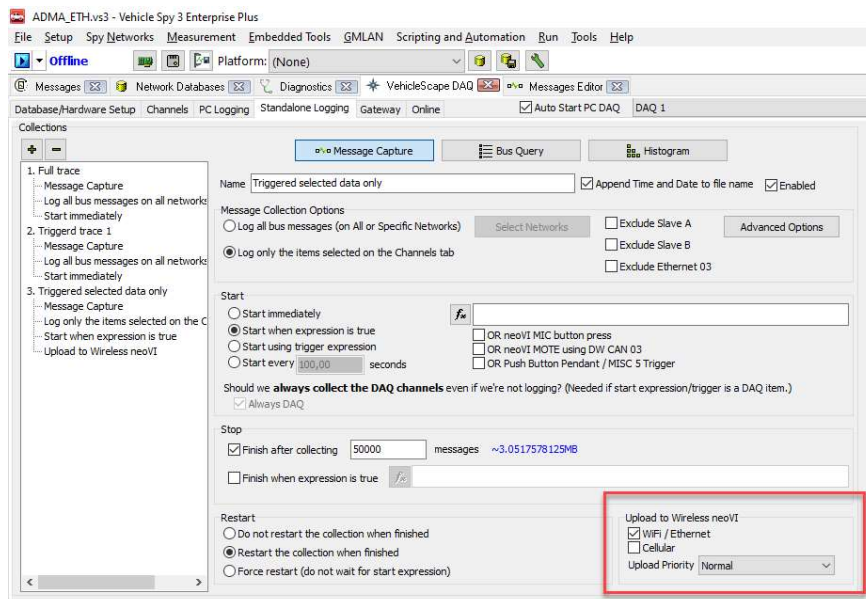 ADMA_ETH.vs3 - Vehicle Spy 3 Enterprise Plus
File Setup Spy Networks Measurement Embedded Tools GMLAN Scripting and Automation Run Tools Help
Offline Platform: (None)
Messages Network Databases Diagnostics VehicleScape DAQ Messages Editor
Database/Hardware Setup Channels PC Logging Standalone Logging Gateway Online Auto Start PC DAQ DAQ 1
Collections
Message Capture Bus Query Histogram
1. Full trace
Message Capture
Log all bus messages on all networks
Start immediately
2. Triggerd trace 1
Message Capture
Log all bus messages on all networks
Start immediately
3. Triggered selected data only
Message Capture
Log only the items selected on the C
Start when expression is true
Upload to Wireless neoVI
Name Triggered selected data only Append Time and Date to file name Enabled
Message Collection Options
Log all bus messages (on All or Specific Networks) Select Networks Exclude Slave A Advanced Options
Exclude Slave B
Log only the items selected on the Channels tab
Exclude Ethernet 03
Start
Start immediately fx
Start when expression is true OR neoVI MIC button press
Start using trigger expression OR neoVI MOTE using DW CAN 03
Start every 100,00 seconds OR Push Button Pendant / MISC 5 Trigger
Should we always collect the DAQ channels even if we're not logging? (Needed if start expression/trigger is a DAQ item.)
Always DAQ
Stop
Finish after collecting 50000 messages ~3.0517578125MB
Finish when expression is true fx
Restart
Do not restart the collection when finished
Restart the collection when finished
Force restart (do not wait for start expression)
Upload to Wireless neoVI
WiFi / Ethernet
Cellular
Upload Priority Normal